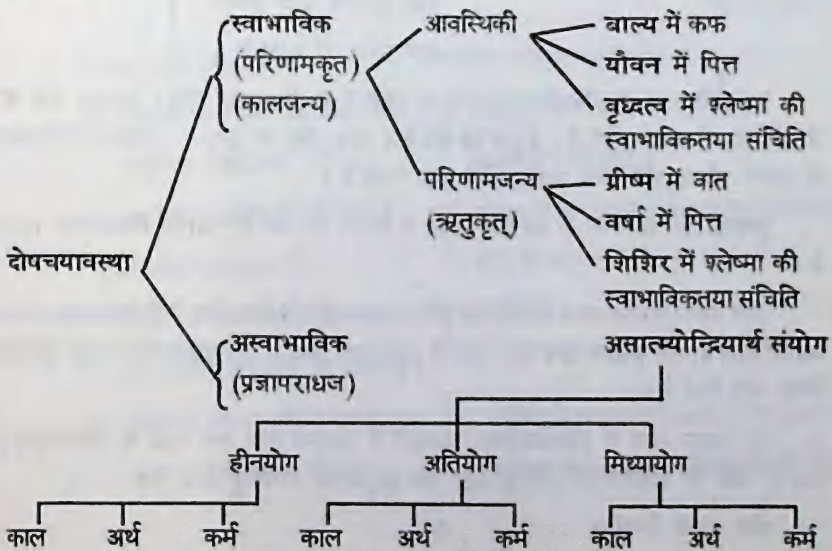 स्वाभाविक
(परिणामकृत)
(कालजन्य)
आवस्थिकी
बाल्य में कफ
यौवन में पित्त
वृध्दत्व में श्लेष्मा की
स्वाभाविकतया संचिति
परिणामजन्य
(ऋतुकृत्)
ग्रीष्म में वात
वर्षा में पित्त
शिशिर में श्लेष्मा की
स्वाभाविकतया संचिति
दोषचयावस्था
अस्वाभाविक
(प्रज्ञापराधज)
असात्म्योन्द्रियार्थ संयोग
हीनयोग अतियोग मिथ्यायोग
काल अर्थ कर्म काल अर्थ कर्म काल अर्थ कर्म